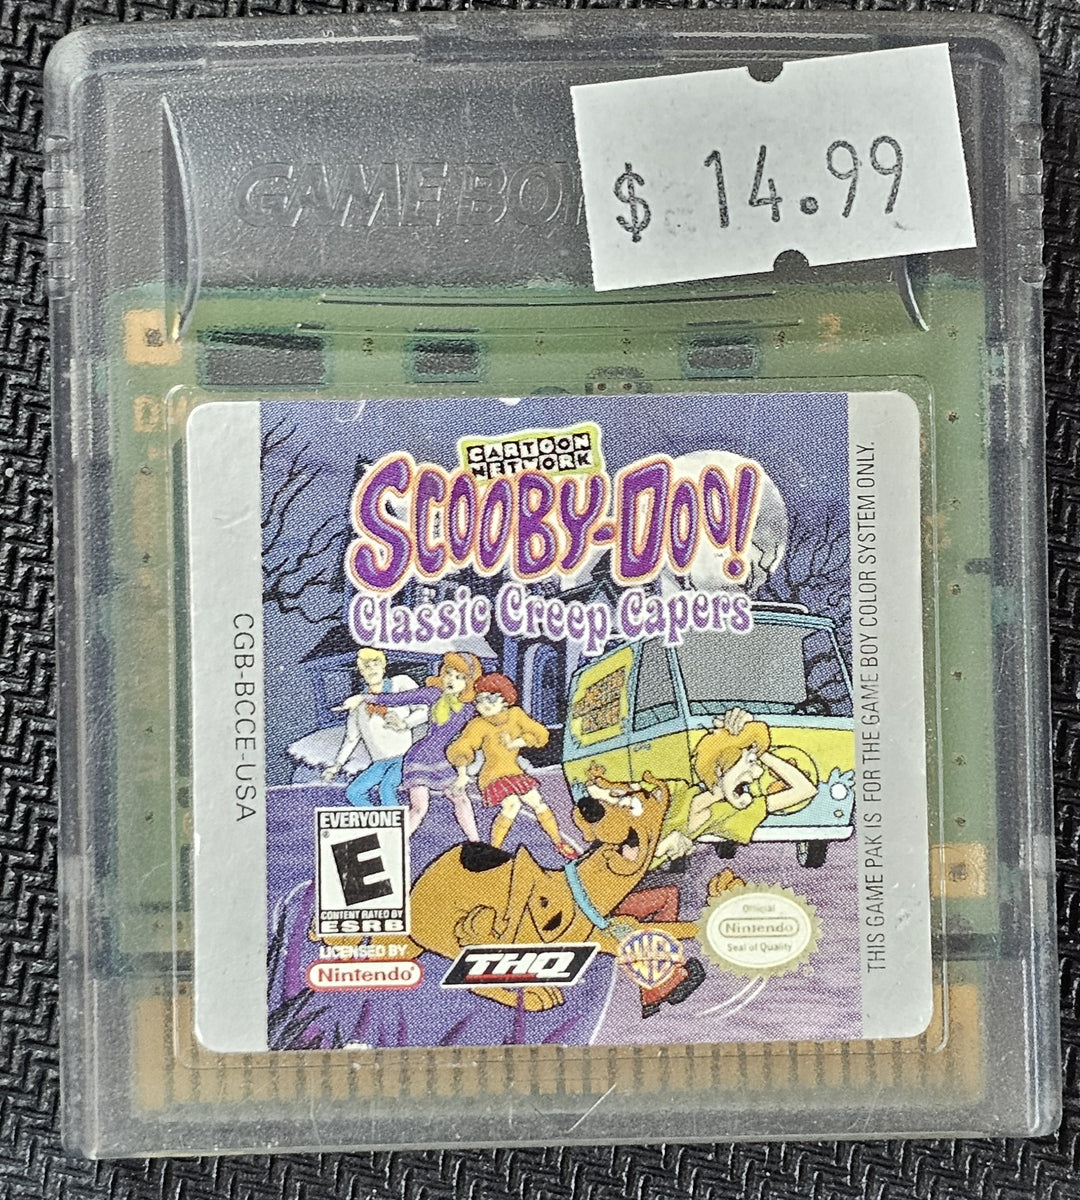 GAME BO
$ 14.99
CARTOON
NETWORK
SCOOBY-DOO!
Classic Creep Capers
CGB-BCCE-USA
THIS GAME PAK IS FOR THE GAME BOY COLOR SYSTEM ONLY.
EVERYONE
E
CONTENT RATED BY
ESRB
LICENSED BY
Nintendo®
THQ
WB
Official
Nintendo
Seal of Quality